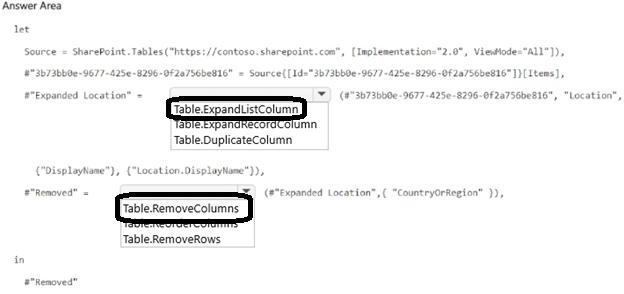 Answer Area
let
Source = SharePoint.Tables("https://contoso.sharepoint.com", [Implementation="2.0", ViewMode="All"]),
#"3b73bb0e-9677-425e-8296-0f2a756be816" = Source{[Id="3b73bb0e-9677-425e-8296-0f2a756be816"]}[Items],
#"Expanded Location" = (#"3b73bb0e-9677-425e-8296-0f2a756be816", "Location",
Table.ExpandListColumn
Table.ExpandRecordColumn
Table.DuplicateColumn
{"DisplayName"}, {"Location.DisplayName"}),
#"Removed" = (#"Expanded Location",{ "CountryOrRegion" }),
Table.RemoveColumns
Table.ReorderColumns
Table.RemoveRows
in
#"Removed"